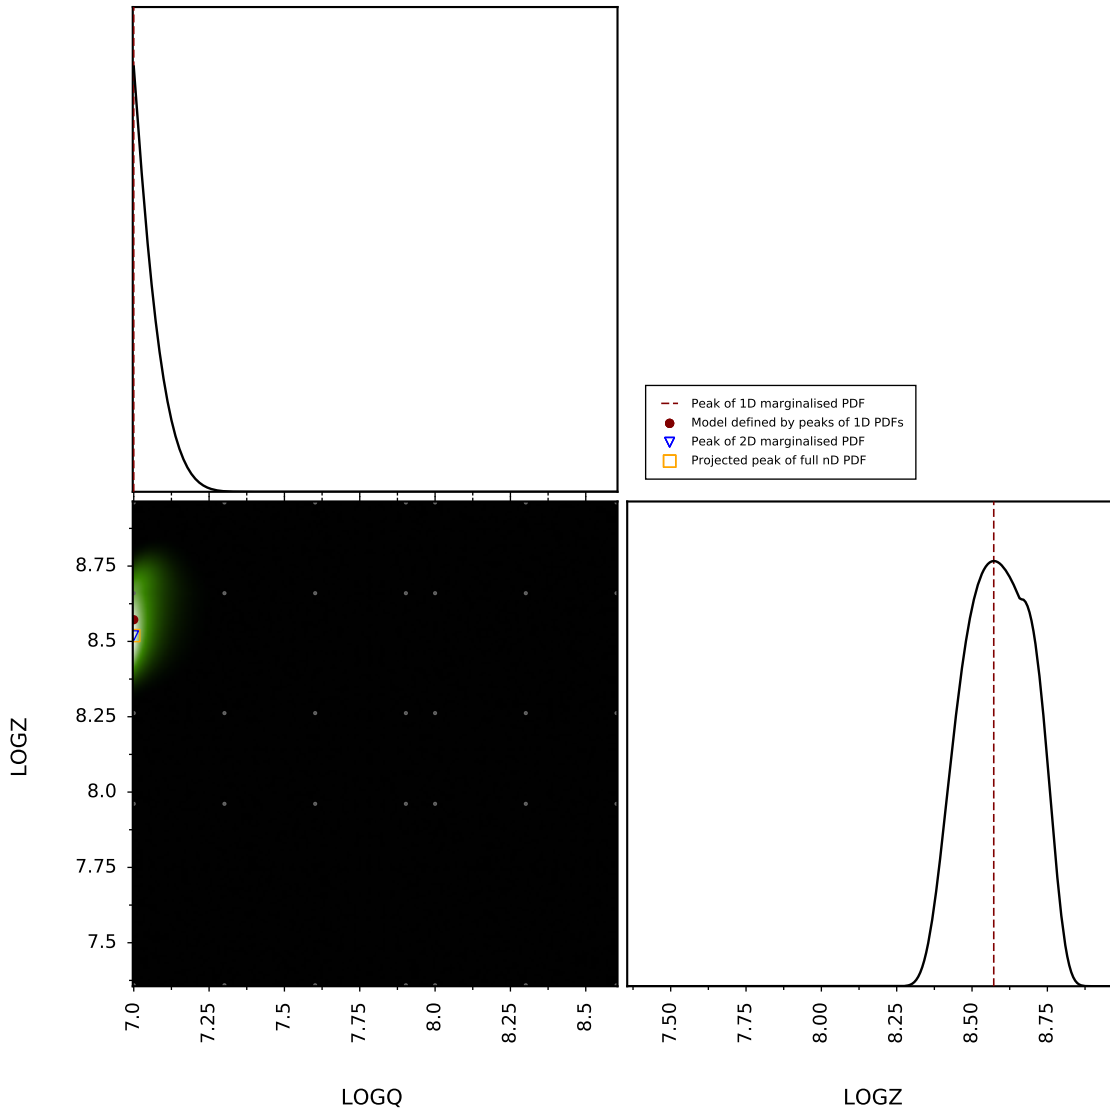 Peak of 1D marginalised PDF
Model defined by peaks of 1D PDFs
Peak of 2D marginalised PDF
Projected peak of full nD PDF
LOGZ
8.75
8.5
8.25
8.0
7.75
7.5
7.0
7.25
7.5
7.75
8.0
8.25
8.5
LOGQ
7.50
7.75
8.00
8.25
8.50
8.75
LOGZ